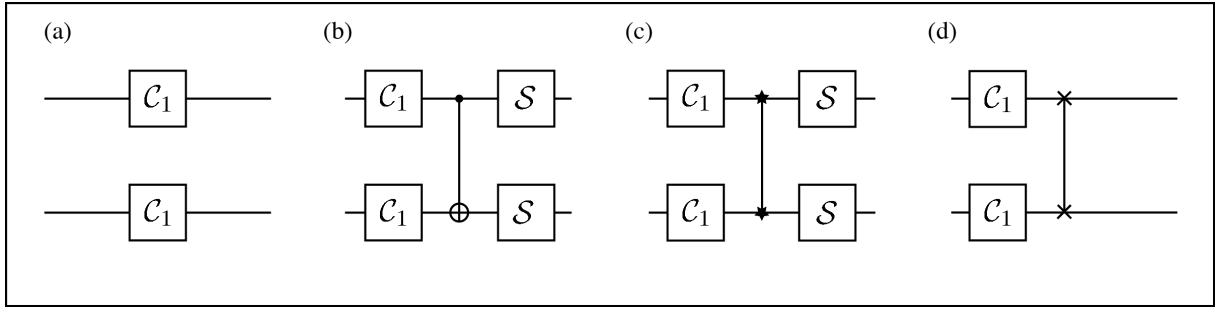 (a) (b) (c) (d)
𝒞₁ 𝒞₁ 𝒮 𝒞₁ 𝒮 𝒞₁
𝒞₁ 𝒞₁ 𝒮 𝒞₁ 𝒮 𝒞₁